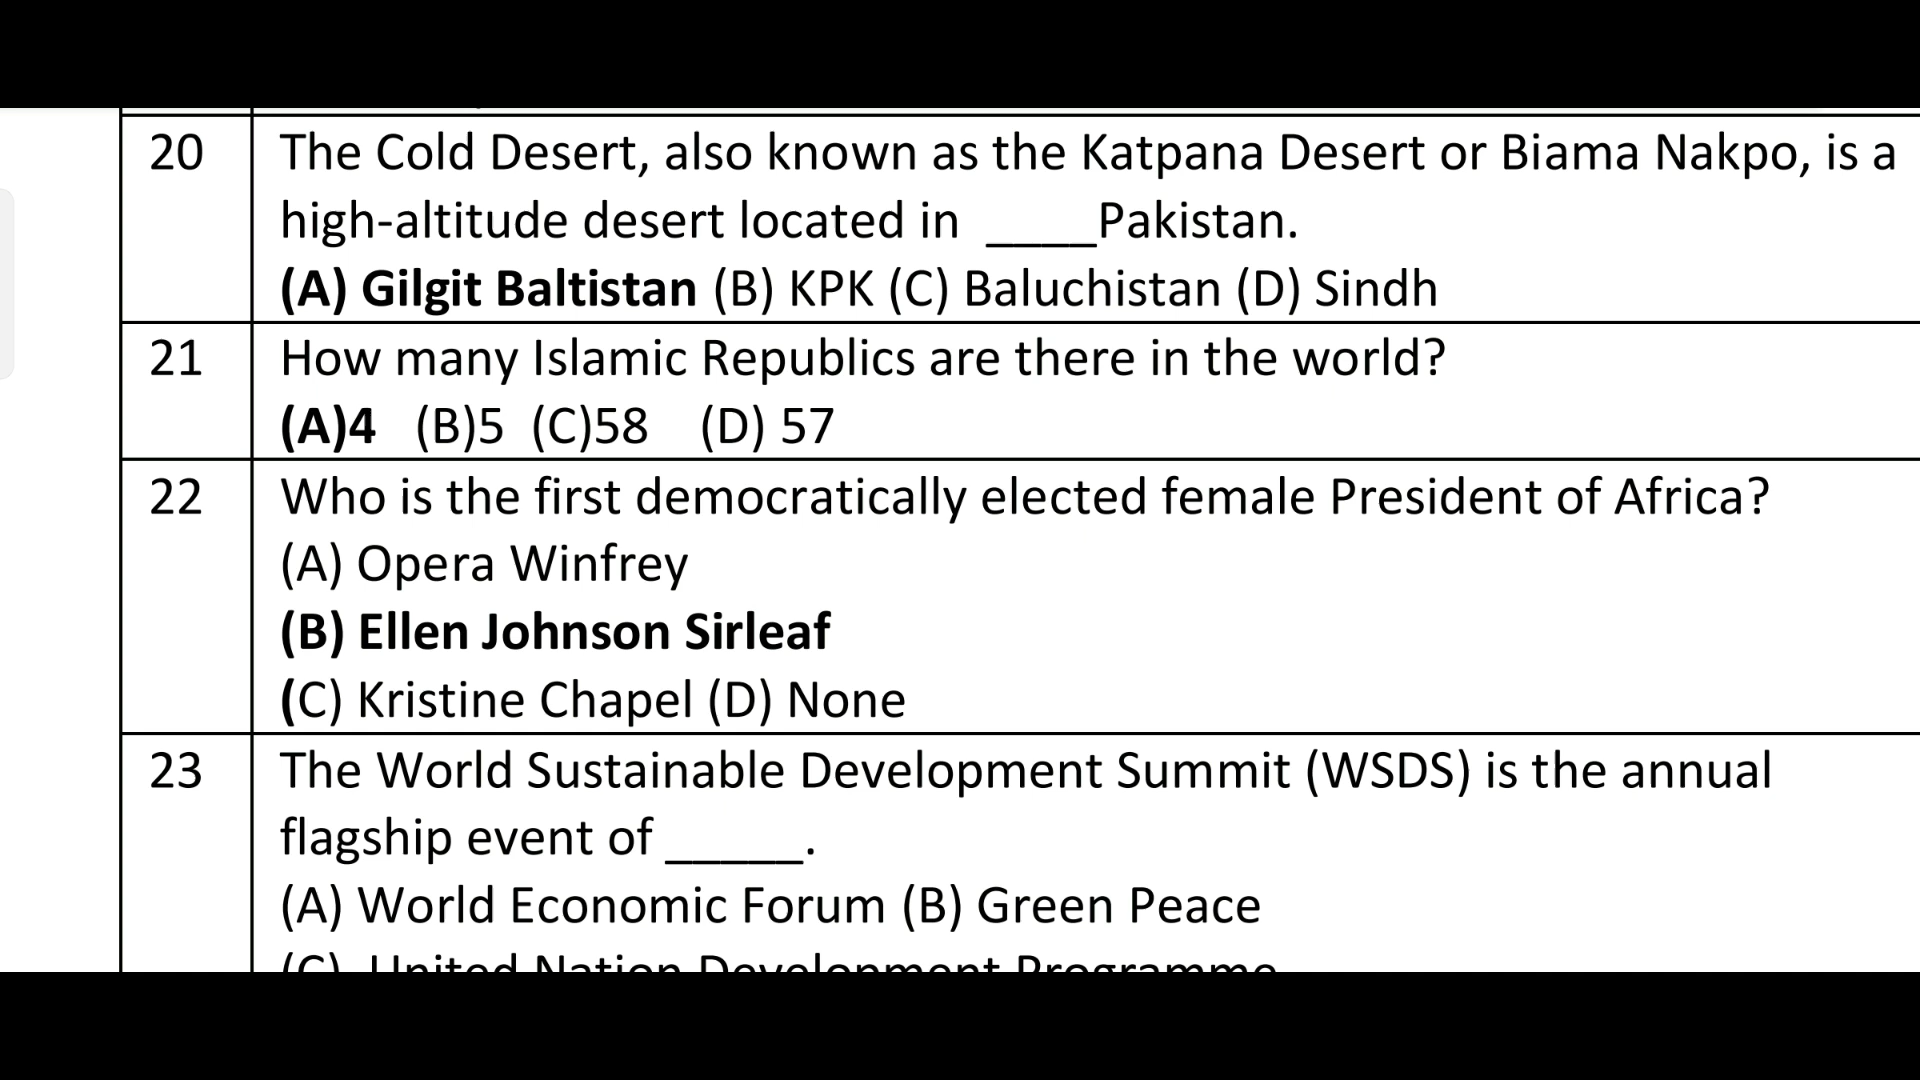 20 The Cold Desert, also known as the Katpana Desert or Biama Nakpo, is a
high-altitude desert located in ____Pakistan.
(A) Gilgit Baltistan (B) KPK (C) Baluchistan (D) Sindh
21 How many Islamic Republics are there in the world?
(A)4 (B)5 (C)58 (D) 57
22 Who is the first democratically elected female President of Africa?
(A) Opera Winfrey
(B) Ellen Johnson Sirleaf
(C) Kristine Chapel (D) None
23 The World Sustainable Development Summit (WSDS) is the annual
flagship event of _____.
(A) World Economic Forum (B) Green Peace
(C) United Nation Development Programme